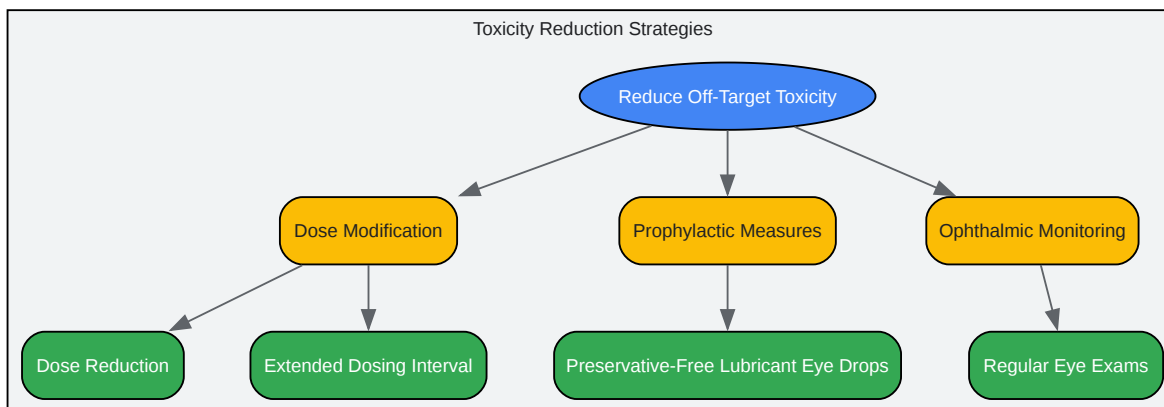 Toxicity Reduction Strategies
Reduce Off-Target Toxicity
Dose Modification
Prophylactic Measures
Ophthalmic Monitoring
Dose Reduction
Extended Dosing Interval
Preservative-Free Lubricant Eye Drops
Regular Eye Exams